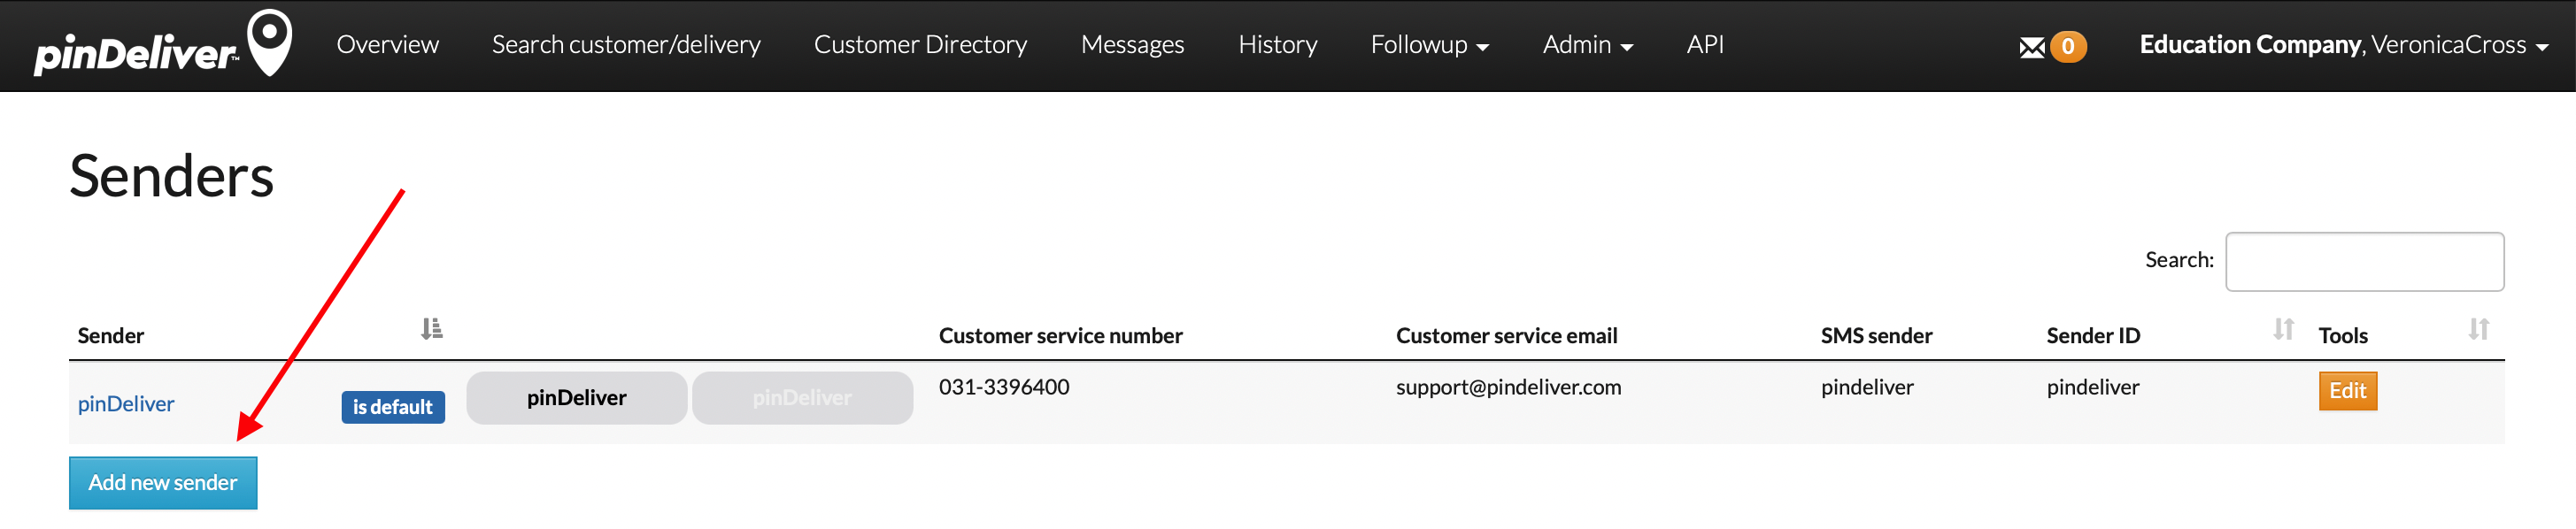 pinDeliver™ Overview Search customer/delivery Customer Directory Messages History Followup Admin API 0 Education Company, VeronicaCross
Senders
Search:
Sender Customer service number Customer service email SMS sender Sender ID Tools
pinDeliver is default pinDeliver pinDeliver 031-3396400 support@pindeliver.com pindeliver pindeliver Edit
Add new sender